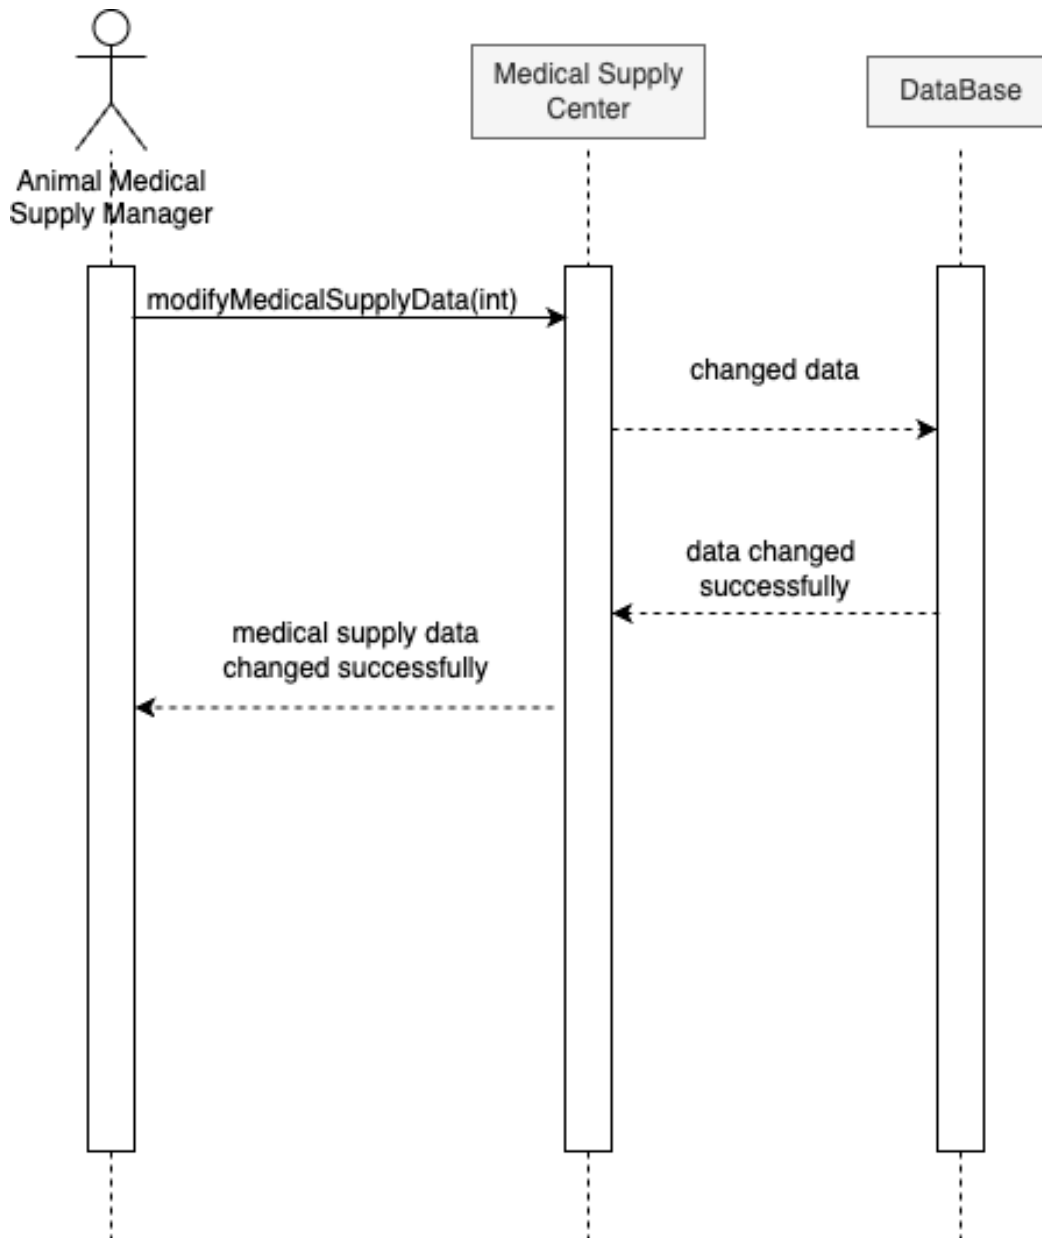 Medical Supply
Center
DataBase
Animal Medical
Supply Manager
modifyMedicalSupplyData(int)
changed data
data changed
successfully
medical supply data
changed successfully